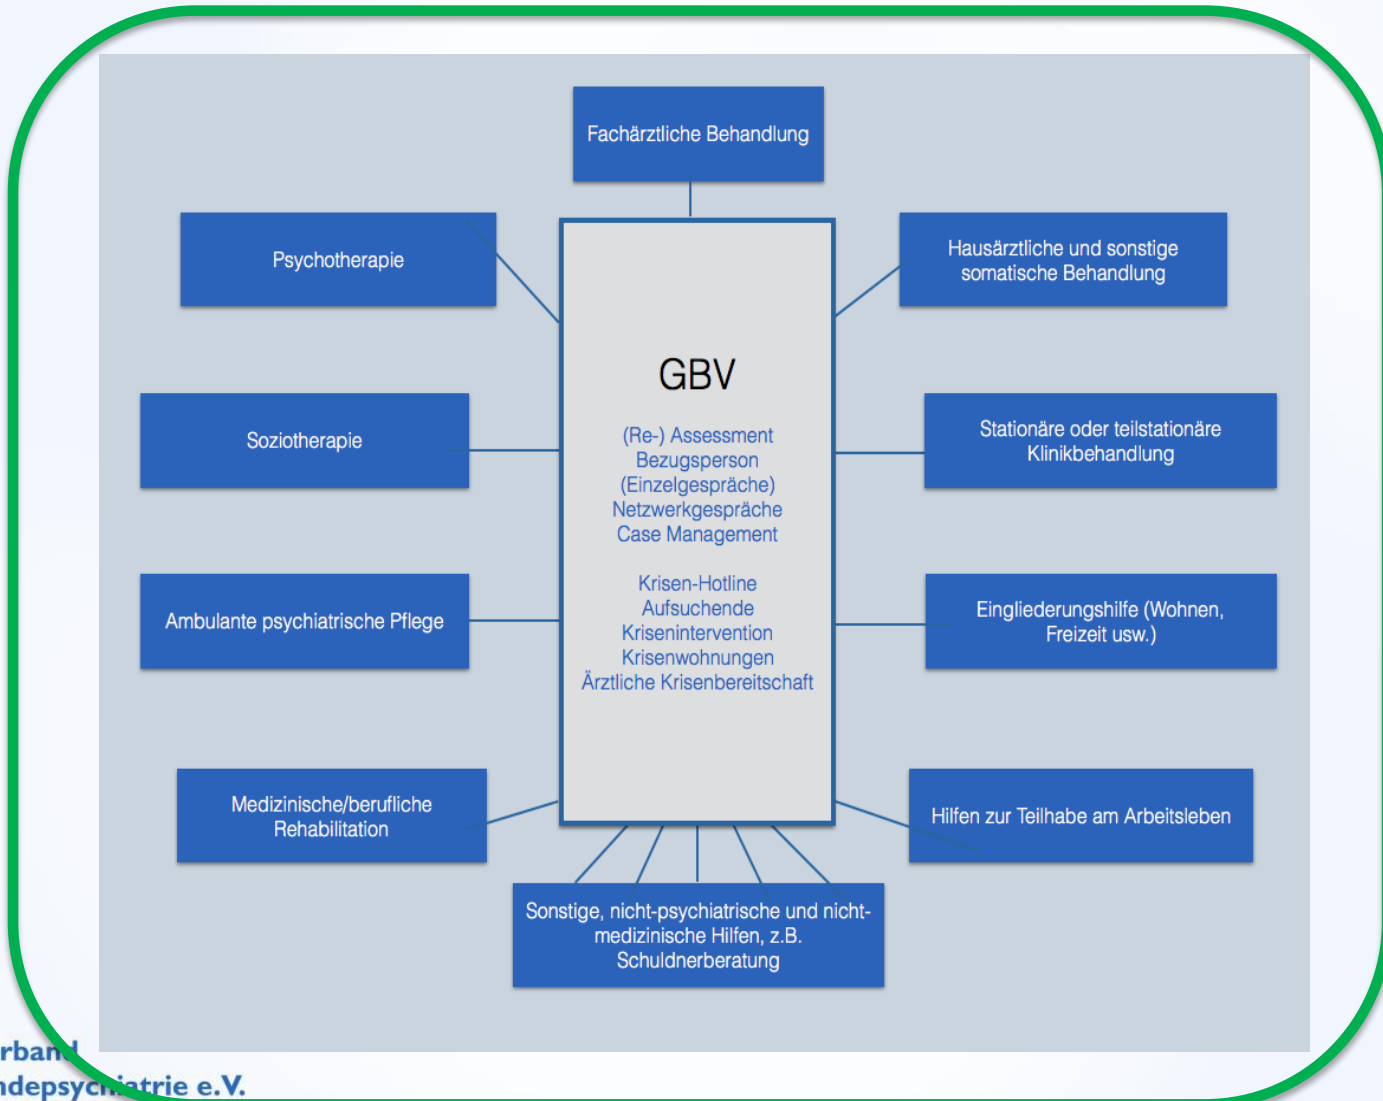 Fachärztliche Behandlung
Psychotherapie
Hausärztliche und sonstige
somatische Behandlung
Soziotherapie
Stationäre oder teilstationäre
Klinikbehandlung
Ambulante psychiatrische Pflege
Eingliederungshilfe (Wohnen,
Freizeit usw.)
Medizinische/berufliche
Rehabilitation
Hilfen zur Teilhabe am Arbeitsleben
GBV
(Re-) Assessment
Bezugsperson
(Einzelgespräche)
Netzwerkgespräche
Case Management
Krisen-Hotline
Aufsuchende
Krisenintervention
Krisenwohnungen
Ärztliche Krisenbereitschaft
Sonstige, nicht-psychiatrische und nicht-
medizinische Hilfen, z.B.
Schuldnerberatung
rband
ndepsychiatrie e.V.